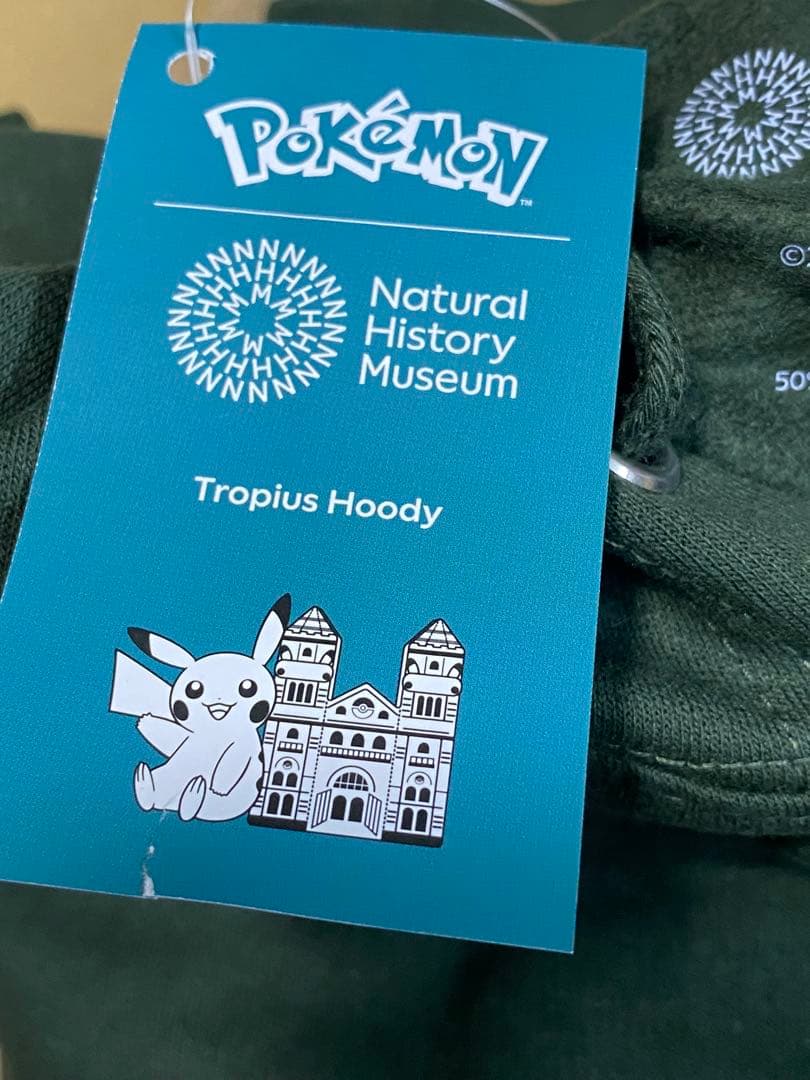 Pokémon
TM
Natural
History
Museum
Tropius Hoody
©